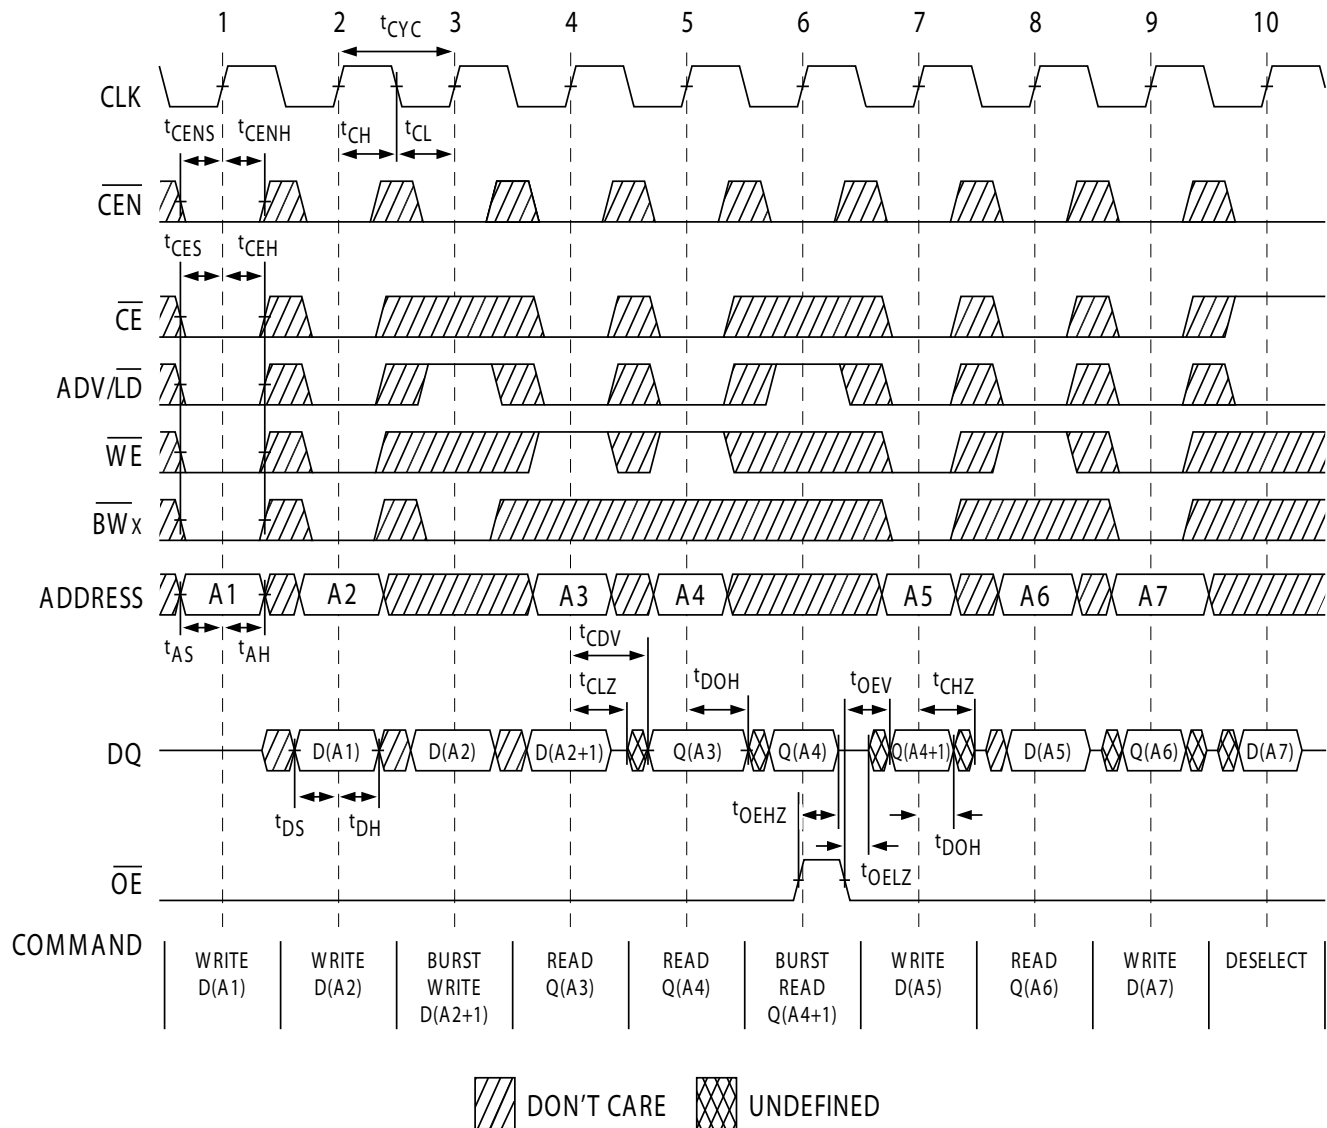 1 2 3 4 5 6 7 8 9 10
tCYC
CLK
tCENS tCENH tCH tCL
CEN
tCES tCEH
CE
ADV/LD
WE
BWx
ADDRESS A1 A2 A3 A4 A5 A6 A7
tAS tAH tCDV
tCLZ tDOH tOEV tCHZ
DQ D(A1) D(A2) D(A2+1) Q(A3) Q(A4) Q(A4+1) D(A5) Q(A6) D(A7)
tDS tDH tOEHZ tDOH
tOELZ
OE
COMMAND
WRITE WRITE BURST READ READ BURST WRITE READ WRITE DESELECT
D(A1) D(A2) WRITE Q(A3) Q(A4) READ D(A5) Q(A6) D(A7)
D(A2+1) Q(A4+1)
DON'T CARE UNDEFINED